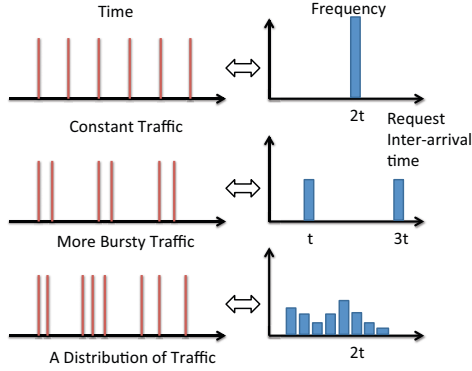 Time
Frequency
2t
Constant Traffic
Request
Inter-arrival
time
t
3t
More Bursty Traffic
2t
A Distribution of Traffic